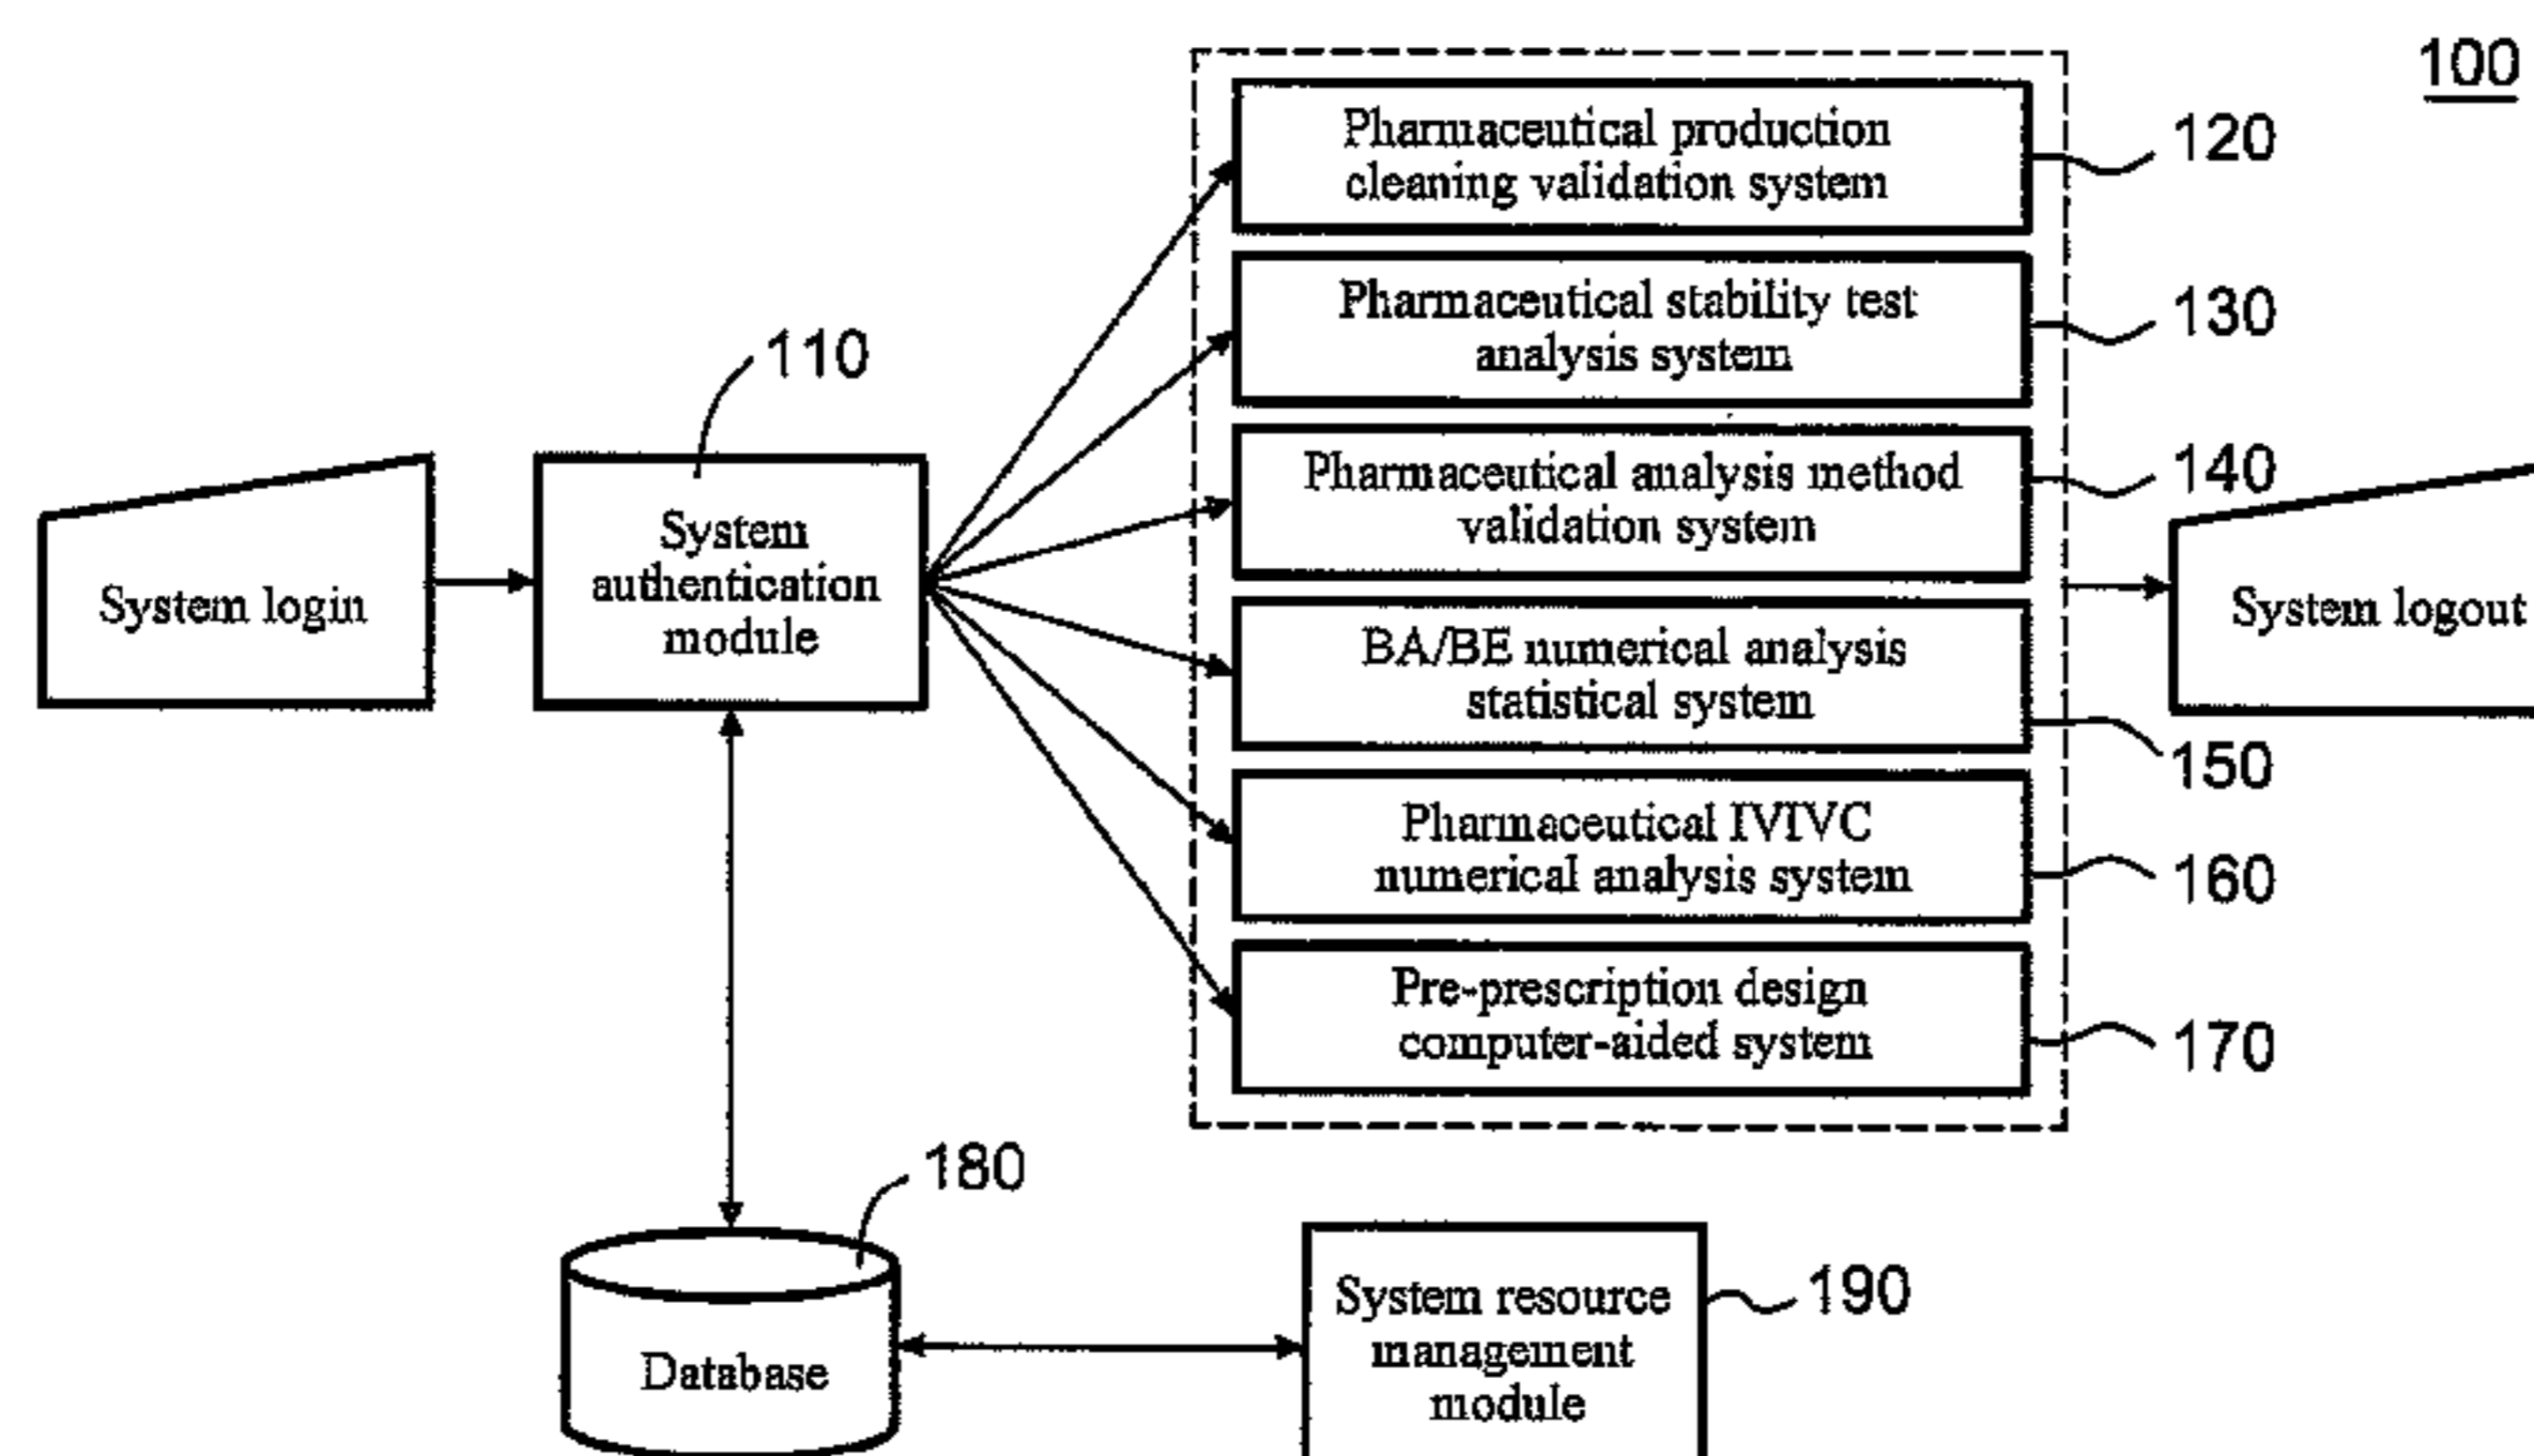 100
Pharmaceutical production
cleaning validation system
120
Pharmaceutical stability test
analysis system
130
110
Pharmaceutical analysis method
validation system
140
System login
System
authentication
module
BA/BE numerical analysis
statistical system
150
System logout
Pharmaceutical IVIVC
numerical analysis system
160
Pre-prescription design
computer-aided system
170
180
Database
System resource
management
module
190